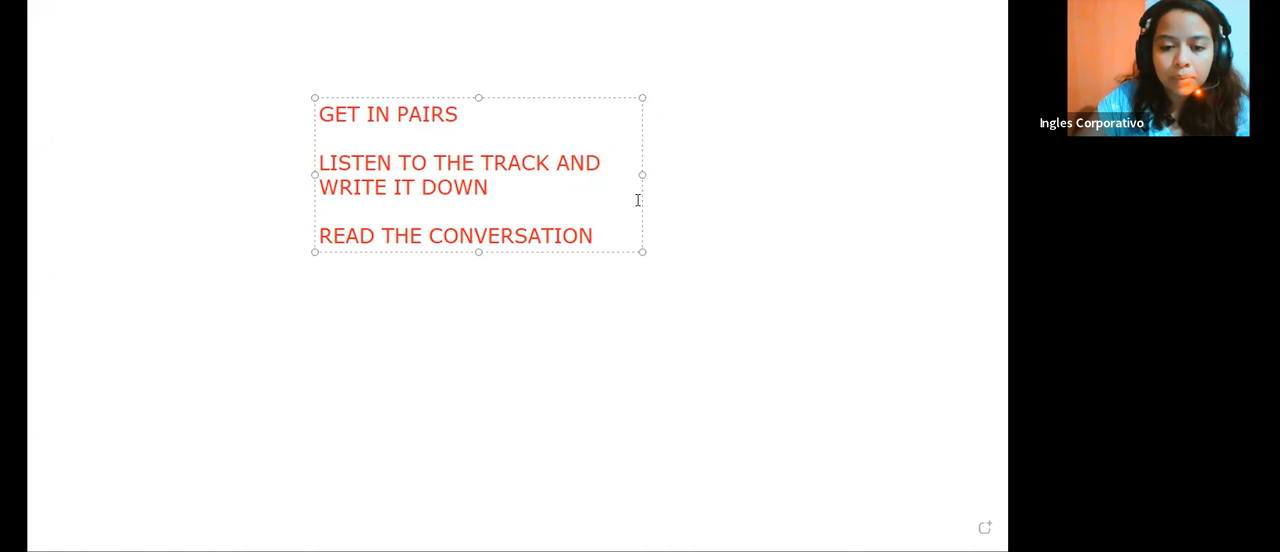 GET IN PAIRS
LISTEN TO THE TRACK AND
WRITE IT DOWN
READ THE CONVERSATION
Ingles Corporativo